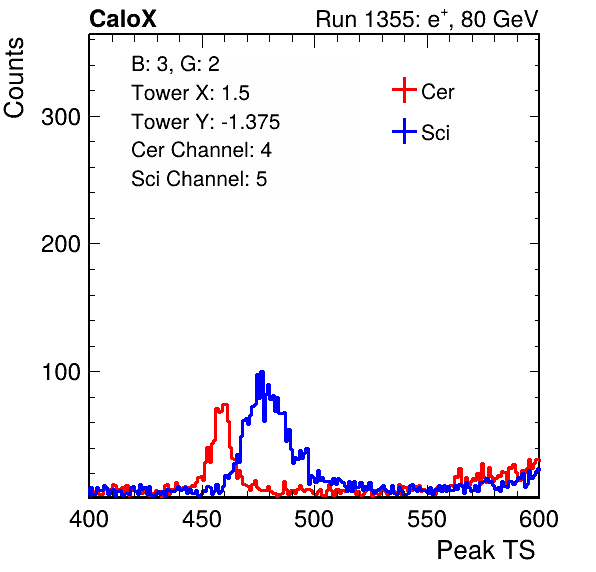 CaloX
Run 1355: e⁺, 80 GeV
Counts
B: 3, G: 2
Tower X: 1.5
Tower Y: -1.375
Cer Channel: 4
Sci Channel: 5
Cer
Sci
300
200
100
400
450
500
550
600
Peak TS